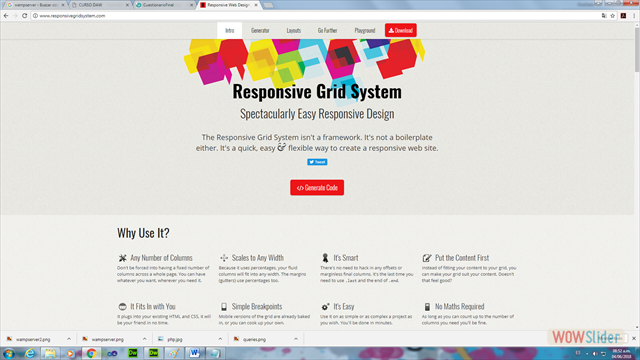 wampserver - Buscar con
CURSO DAW
Cuestionario Final
Responsive Web Design
www.responsivegridsystem.com
Intro
Generator
Layouts
Go Further
Playground
Download
Responsive Grid System
Spectacularly Easy Responsive Design
The Responsive Grid System isn't a framework. It's not a boilerplate
either. It's a quick, easy & flexible way to create a responsive web site.
Tweet
</> Generate Code
Why Use It?
Any Number of Columns
Don't be forced into having a fixed number of
columns across a whole page. You can have
whatever you want, wherever you need it.
Scales to Any Width
Because it uses percentages, your fluid
columns will fit into any width. The margins
(gutters) use percentages too.
It's Smart
There's no need to hack in any offsets or
marginless final columns. It's the last time you
need to use .last and the end of .end.
Put the Content First
Instead of fitting your content to your grid, you
can make your grid suit your content. Doesn't
that feel good?
It Fits In with You
It plugs into your existing HTML and CSS. It will
be your friend in no time.
Simple Breakpoints
Mobile versions of the grid are already baked
in, or you can cook up your own.
It's Easy
Use it as simple or as complex a project as
you wish. You'll be done in minutes.
No Maths Required
As long as you can count up to the number of
columns you need you'll be fine.
WOWSlider
wampserver2.png
wampserver.png
php.jpg
queries.png
ES
08:52 a.m.
04/06/2018